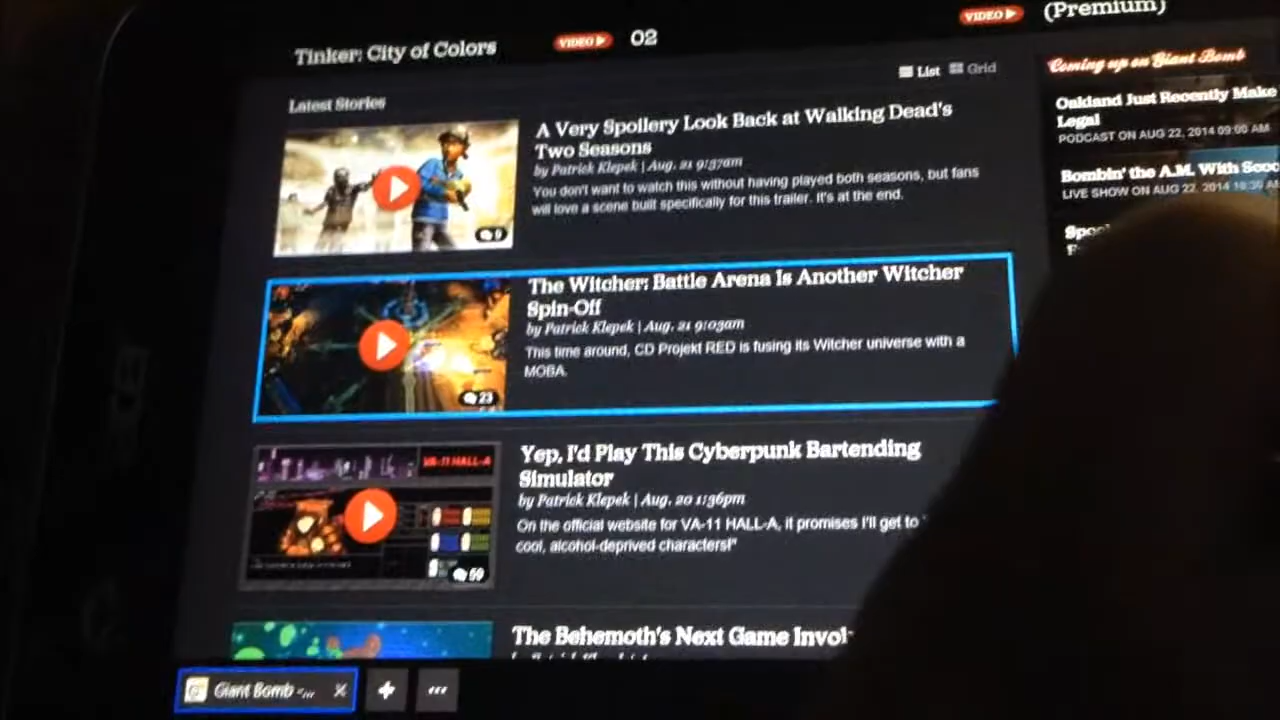 Tinker: City of Colors
VIDEO
02
VIDEO
(Premium)
List
Grid
Latest Stories
A Very Spoilery Look Back at Walking Dead's
Two Seasons
by Patrick Klepek | Aug. 21 9:37am
You don't want to watch this without having played both seasons, but fans
will love a scene built specifically for this trailer. It's at the end.
9
The Witcher: Battle Arena Is Another Witcher
Spin-Off
by Patrick Klepek | Aug. 21 9:03am
This time around, CD Projekt RED is fusing its Witcher universe with a
MOBA.
23
VA-11 HALL-A
Yep, I'd Play This Cyberpunk Bartending
Simulator
by Patrick Klepek | Aug. 20 1:36pm
On the official website for VA-11 HALL-A, it promises I'll get to
cool, alcohol-deprived characters!"
59
The Behemoth's Next Game
Coming up on Giant Bomb
Oakland Just Recently Make
Legal
PODCAST ON AUG 22, 2014 09:00 AM
Bombin' the A.M. With
LIVE SHOW ON AUG 22, 2014 10:30 AM
Giant Bomb -...